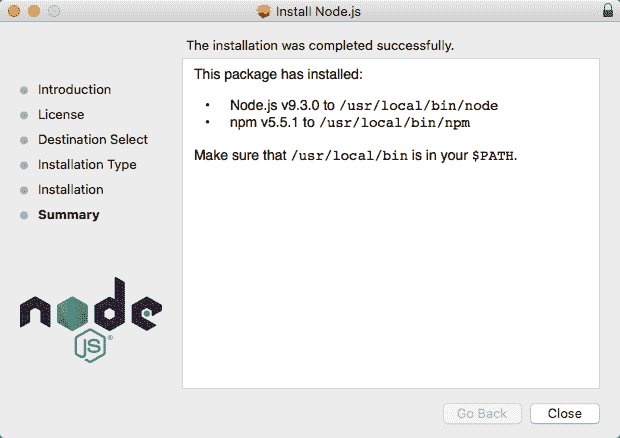 Install Node.js
The installation was completed successfully.
Introduction
License
Destination Select
Installation Type
Installation
Summary
This package has installed:
• Node.js v9.3.0 to /usr/local/bin/node
• npm v5.5.1 to /usr/local/bin/npm
Make sure that /usr/local/bin is in your $PATH.
node
JS®
Go Back
Close